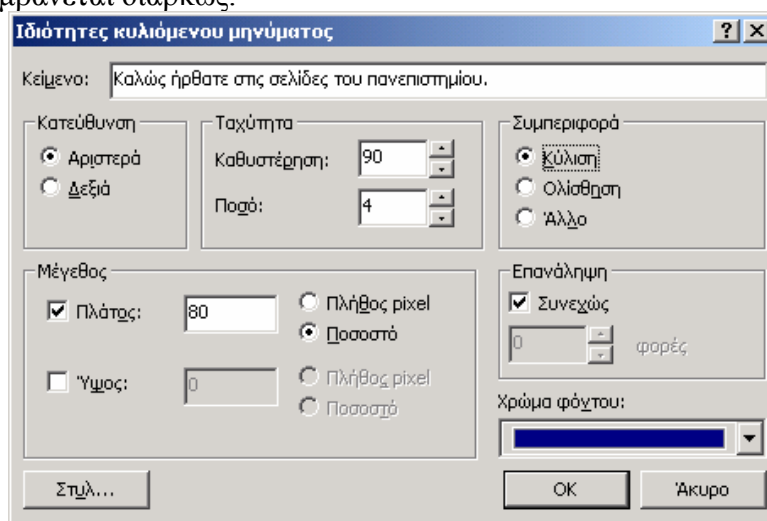 μβάνεται διαρκώς.
Ιδιότητες κυλιόμενου μηνύματος
Κείμενο: Καλώς ήρθατε στις σελίδες του πανεπιστημίου.
Κατεύθυνση Ταχύτητα Συμπεριφορά
Αριστερά Καθυστέρηση: 90 Κύλιση
Δεξιά Ποσό: 4 Ολίσθηση
Άλλο
Μέγεθος Επανάληψη
Πλάτος: 80 Πλήθος pixel Συνεχώς
Ποσοστό 0 φορές
Ύψος: 0 Πλήθος pixel
Ποσοστό Χρώμα φόντου:
Στυλ... OK Άκυρο